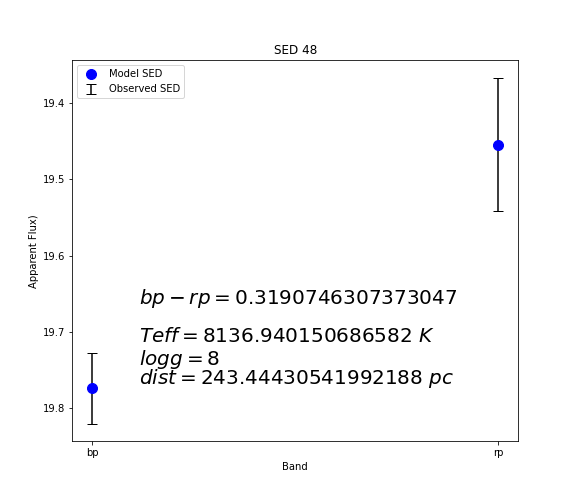 SED 48
Model SED
Observed SED
19.4
19.5
19.6
19.7
19.8
Apparent Flux)
bp − rp = 0.3190746307373047
Teff = 8136.940150686582 K
logg = 8
dist = 243.44430541992188 pc
bp
rp
Band